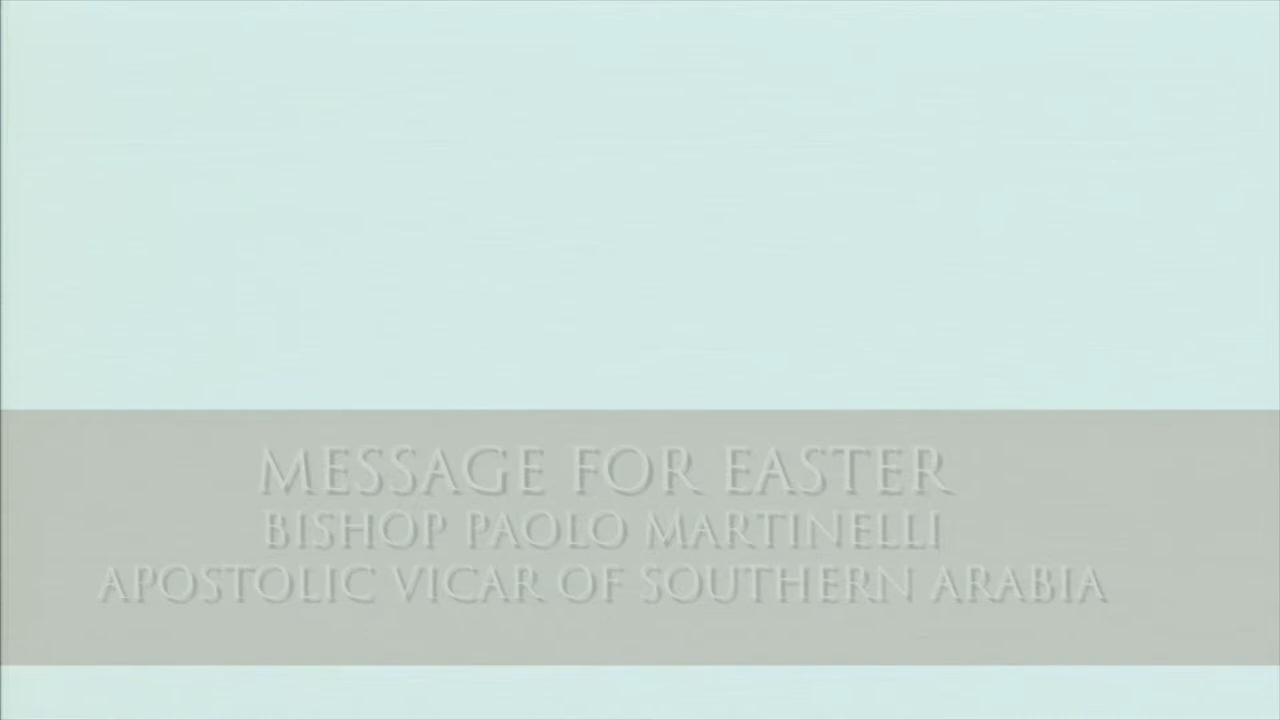 MESSAGE FOR EASTER
BISHOP PAOLO MARTINELLI
APOSTOLIC VICAR OF SOUTHERN ARABIA